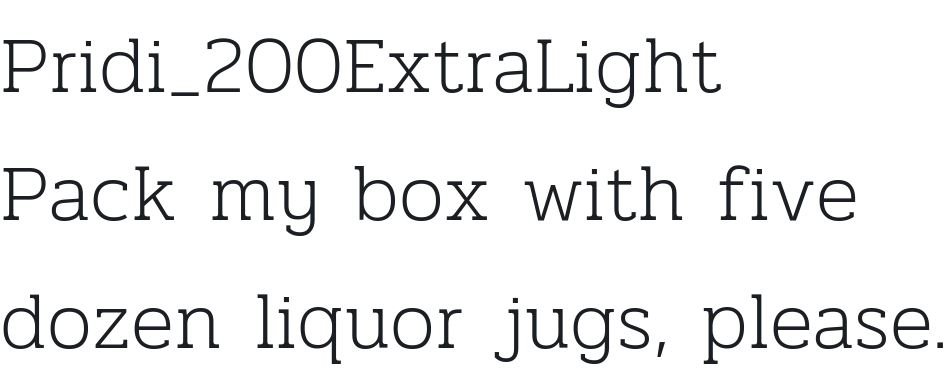 Pridi_200ExtraLight
Pack my box with five
dozen liquor jugs, please.